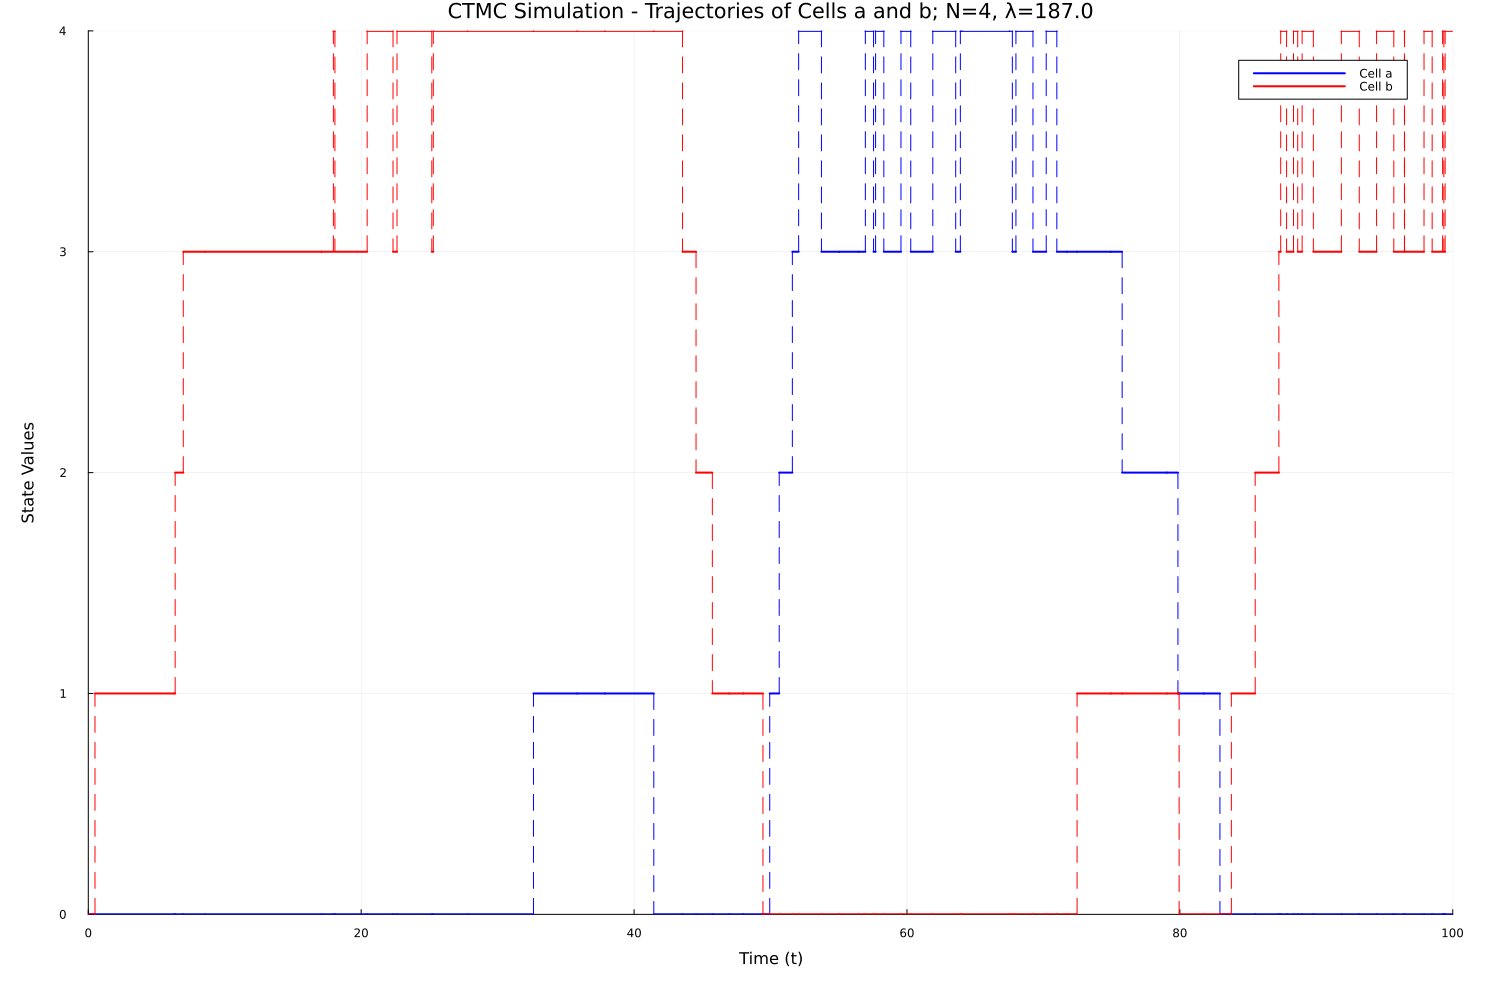 CTMC Simulation - Trajectories of Cells a and b; N=4, λ=187.0
4
Cell a
Cell b
3
State Values
2
1
0
0 20 40 60 80 100
Time (t)